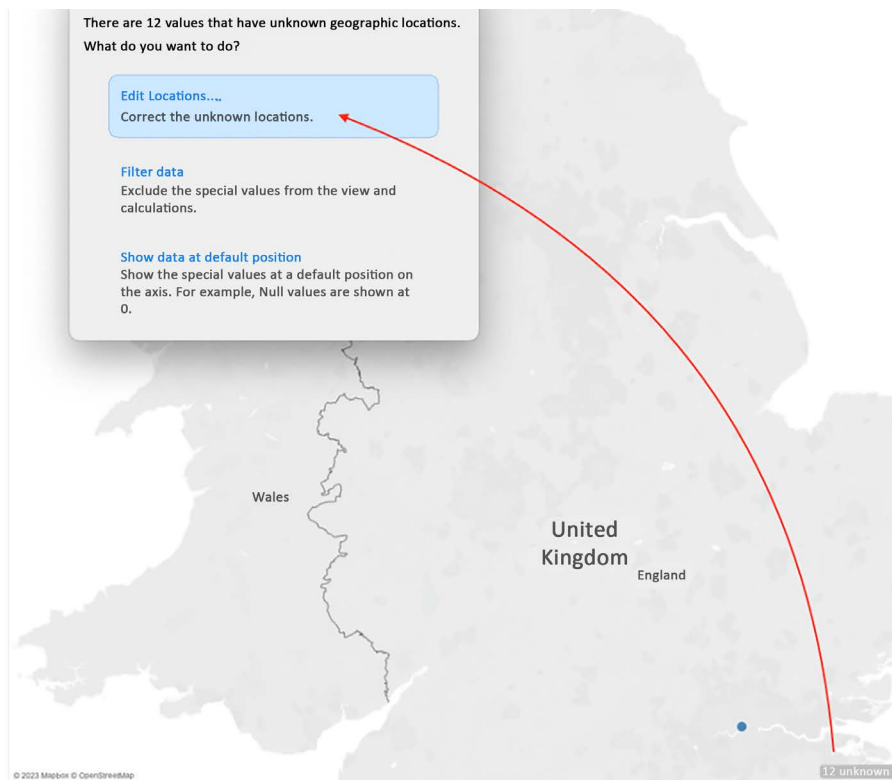 There are 12 values that have unknown geographic locations.
What do you want to do?
Edit Locations...
Correct the unknown locations.
Filter data
Exclude the special values from the view and
calculations.
Show data at default position
Show the special values at a default position on
the axis. For example, Null values are shown at
0.
Wales
United
Kingdom
England
12 unknown
© 2023 Mapbox © OpenStreetMap